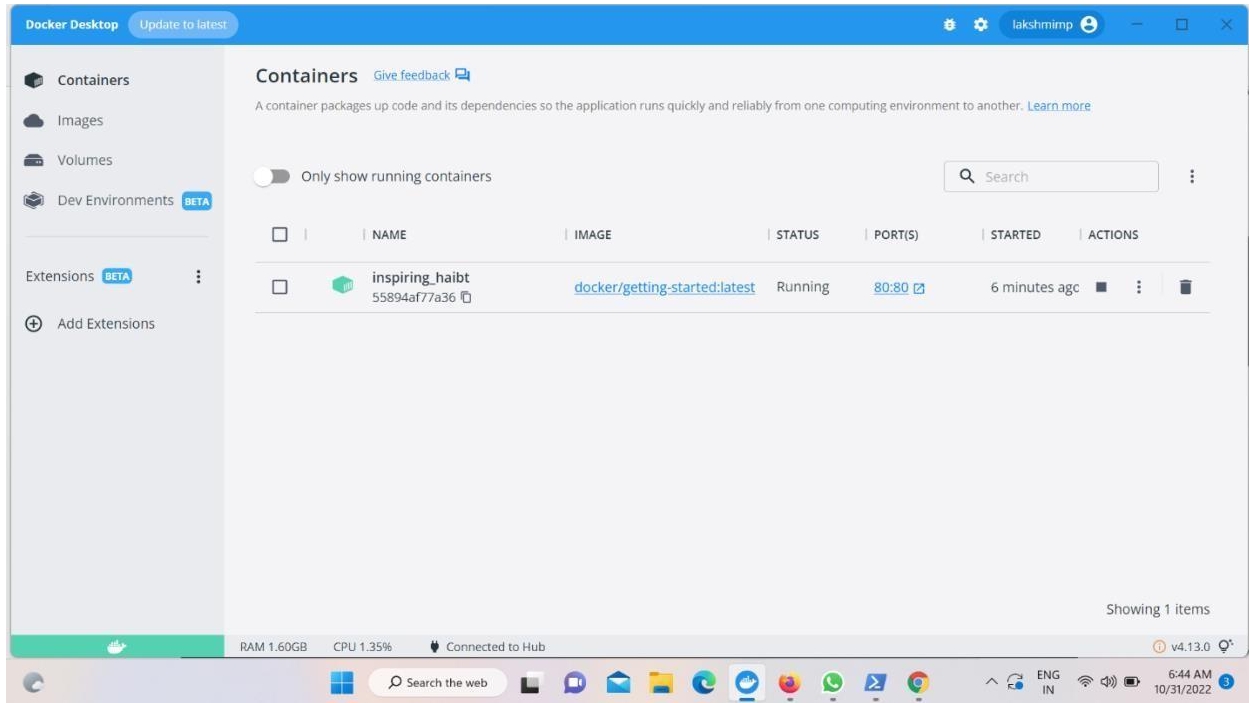 Docker Desktop Update to latest lakshmimp
Containers
Images
Volumes
Dev Environments BETA
Extensions BETA
Add Extensions
Containers Give feedback
A container packages up code and its dependencies so the application runs quickly and reliably from one computing environment to another. Learn more
Only show running containers Search
NAME IMAGE STATUS PORT(S) STARTED ACTIONS
inspiring_haibt docker/getting-started:latest Running 80:80 6 minutes agc
55894af77a36
Showing 1 items
RAM 1.60GB CPU 1.35% Connected to Hub v4.13.0
Search the web ENG 6:44 AM
IN 10/31/2022 3